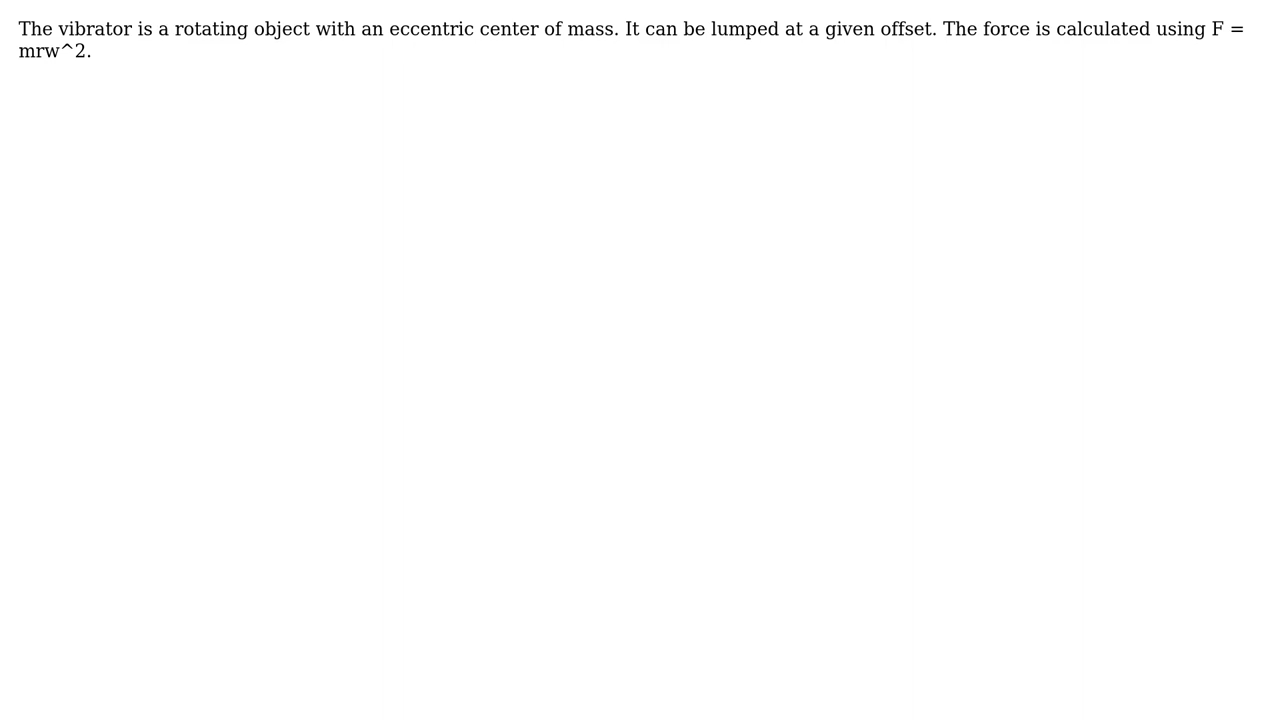 The vibrator is a rotating object with an eccentric center of mass. It can be lumped at a given offset. The force is calculated using F =
mrw^2.